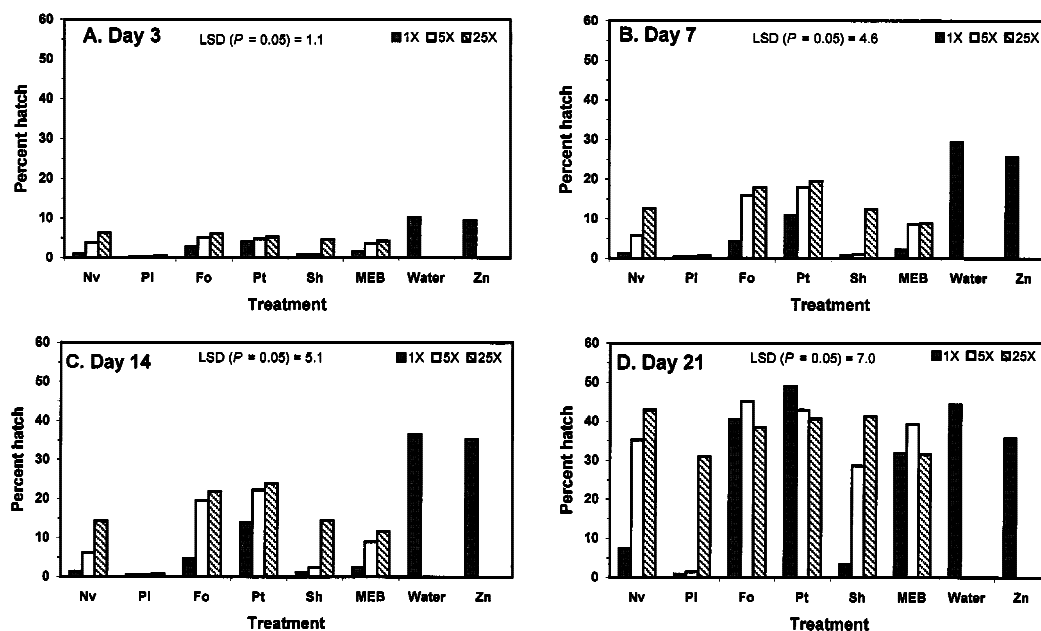 A. Day 3
LSD (P = 0.05) = 1.1
1X 5X 25X
Percent hatch
60
50
40
30
20
10
0
Nv Pl Fo Pt Sh MEB Water Zn
Treatment
B. Day 7
LSD (P = 0.05) = 4.6
1X 5X 25X
Percent hatch
60
50
40
30
20
10
0
Nv Pl Fo Pt Sh MEB Water Zn
Treatment
C. Day 14
LSD (P = 0.05) = 5.1
1X 5X 25X
Percent hatch
60
50
40
30
20
10
0
Nv Pl Fo Pt Sh MEB Water Zn
Treatment
D. Day 21
LSD (P = 0.05) = 7.0
1X 5X 25X
Percent hatch
60
50
40
30
20
10
0
Nv Pl Fo Pt Sh MEB Water Zn
Treatment